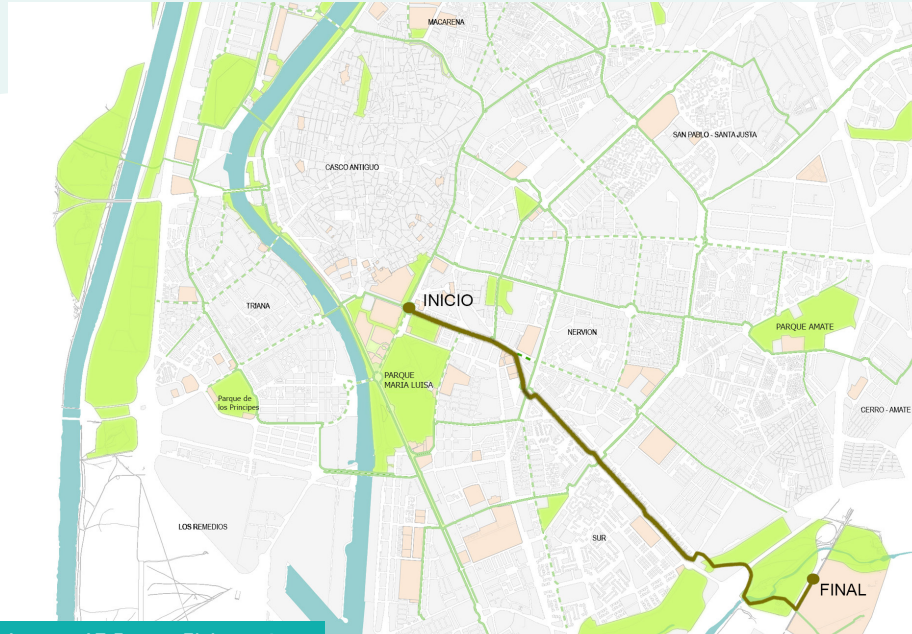 MACARENA
SAN PABLO - SANTA JUSTA
CASCO ANTIGUO
TRIANA
INICIO
NERVION
PARQUE AMATE
PARQUE
MARIA LUISA
Parque de
los Principes
CERRO - AMATE
LOS REMEDIOS
SUR
FINAL